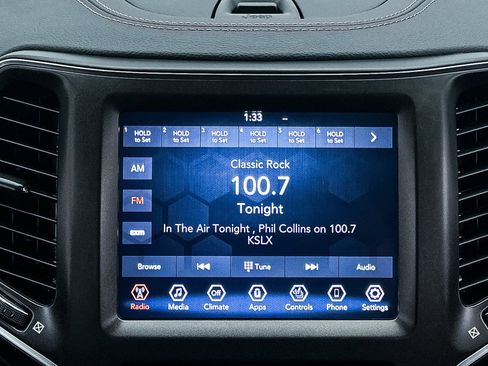 Jeep
1:33 --
1 HOLD to Set 2 HOLD to Set 3 HOLD to Set 4 HOLD to Set 5 HOLD to Set 6 HOLD to Set
AM
Classic Rock
100.7
FM
Tonight
In The Air Tonight , Phil Collins on 100.7
KSLX
Browse Tune Audio
Off
Radio Media Climate Apps Controls Phone Settings